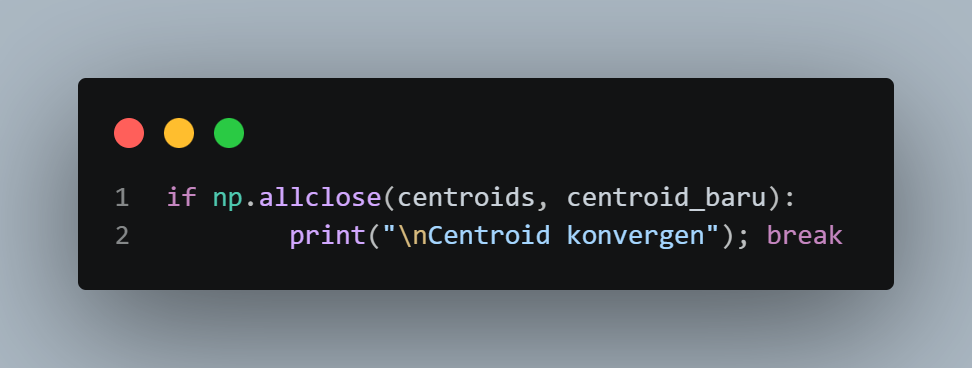 1 if np.allclose(centroids, centroid_baru):
2         print("\nCentroid konvergen"); break